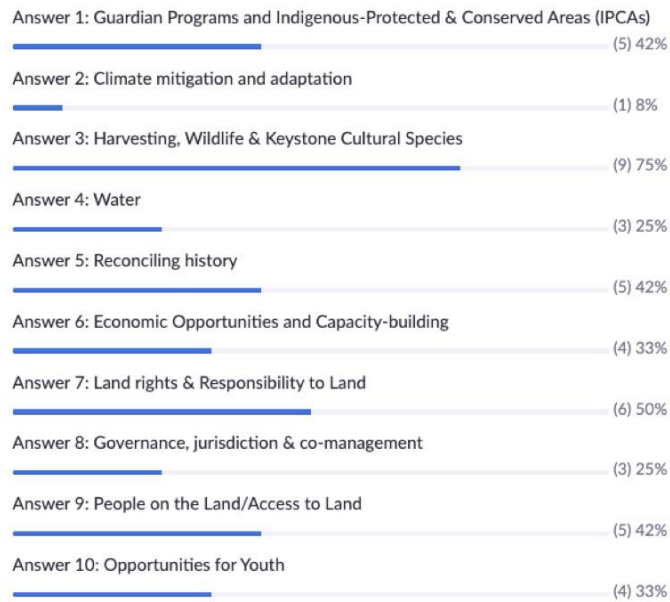 Answer 1: Guardian Programs and Indigenous-Protected & Conserved Areas (IPCAs)
(5) 42%
Answer 2: Climate mitigation and adaptation
(1) 8%
Answer 3: Harvesting, Wildlife & Keystone Cultural Species
(9) 75%
Answer 4: Water
(3) 25%
Answer 5: Reconciling history
(5) 42%
Answer 6: Economic Opportunities and Capacity-building
(4) 33%
Answer 7: Land rights & Responsibility to Land
(6) 50%
Answer 8: Governance, jurisdiction & co-management
(3) 25%
Answer 9: People on the Land/Access to Land
(5) 42%
Answer 10: Opportunities for Youth
(4) 33%